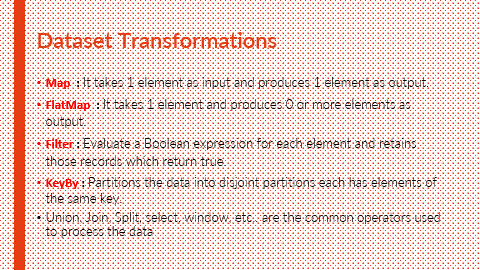 Dataset Transformations
• Map : It takes 1 element as input and produces 1 element as output.
• FlatMap : It takes 1 element and produces 0 or more elements as
output.
• Filter : Evaluate a Boolean expression for each element and retains
those records which return true.
• KeyBy : Partitions the data into disjoint partitions each has elements of
the same key.
• Union, Join, Split, select, window, etc.. are the common operators used
to process the data